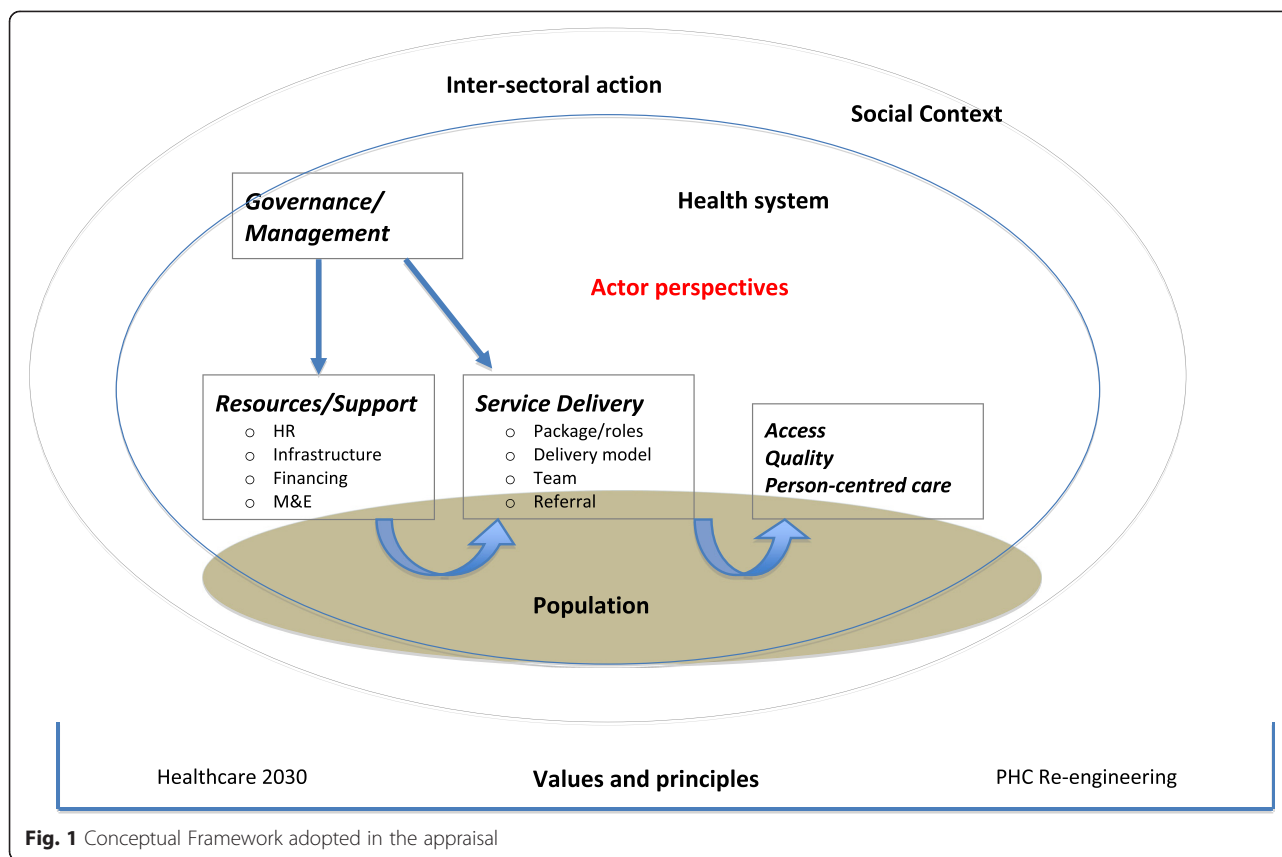 Inter-sectoral action
Social Context
Governance/
Management
Health system
Actor perspectives
Resources/Support
o HR
o Infrastructure
o Financing
o M&E
Service Delivery
o Package/roles
o Delivery model
o Team
o Referral
Access
Quality
Person-centred care
Population
Healthcare 2030
Values and principles
PHC Re-engineering
Fig. 1 Conceptual Framework adopted in the appraisal